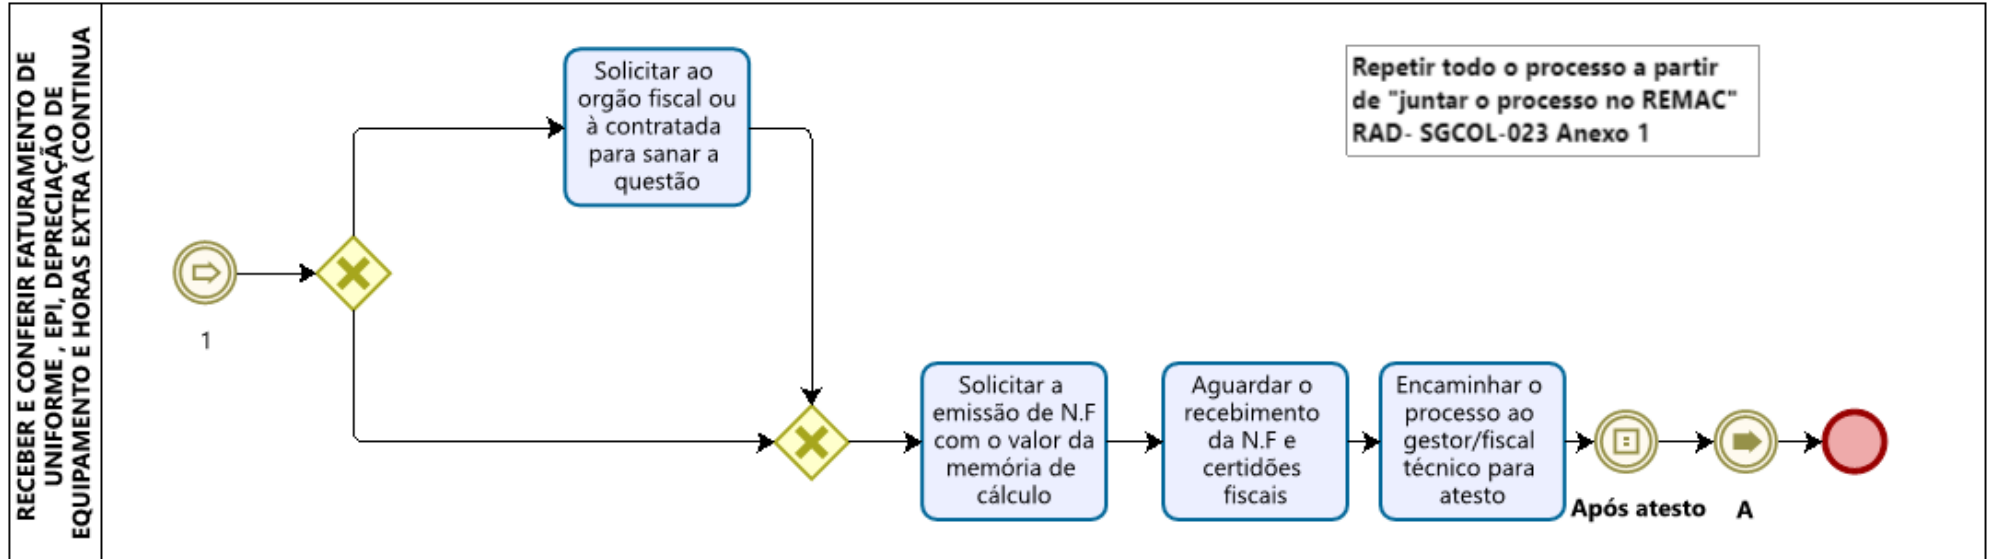 RECEBER E CONFERIR FATURAMENTO DE
UNIFORME , EPI, DEPRECIAÇÃO DE
EQUIPAMENTO E HORAS EXTRA (CONTINUA
1
Solicitar ao
orgão fiscal ou
à contratada
para sanar a
questão
Repetir todo o processo a partir
de "juntar o processo no REMAC"
RAD- SGCOL-023 Anexo 1
Solicitar a
emissão de N.F
com o valor da
memória de
cálculo
Aguardar o
recebimento
da N.F e
certidões
fiscais
Encaminhar o
processo ao
gestor/fiscal
técnico para
atesto
Após atesto
A